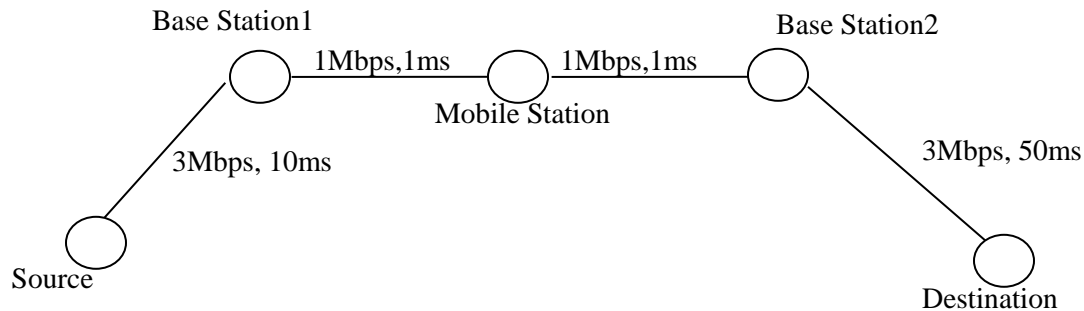 Base Station1
Base Station2
1Mbps,1ms
1Mbps,1ms
Mobile Station
3Mbps, 10ms
3Mbps, 50ms
Source
Destination